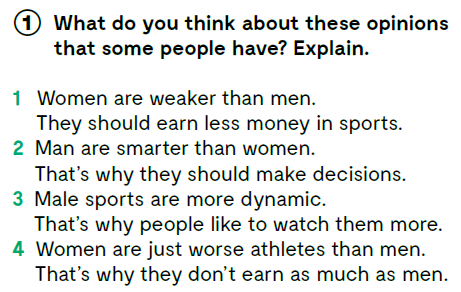 1 What do you think about these opinions
that some people have? Explain.
1 Women are weaker than men.
They should earn less money in sports.
2 Man are smarter than women.
That's why they should make decisions.
3 Male sports are more dynamic.
That's why people like to watch them more.
4 Women are just worse athletes than men.
That's why they don't earn as much as men.